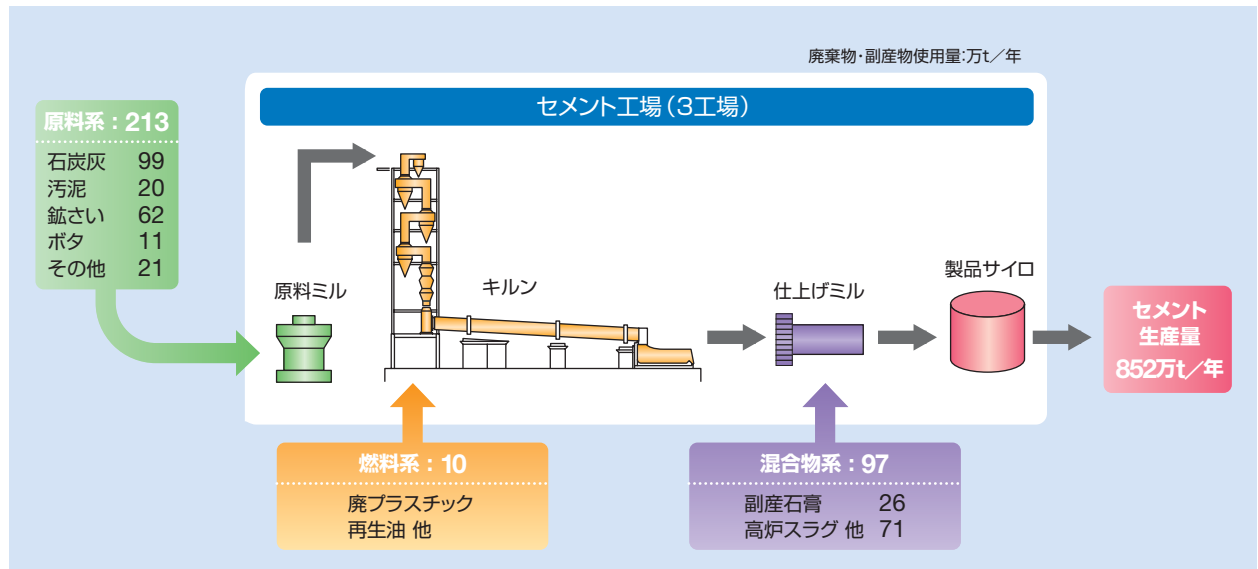 廃棄物・副産物使用量:万t／年
セメント工場（3工場）
原料系：213
石炭灰 99
汚泥 20
鉱さい 62
ボタ 11
その他 21
原料ミル
キルン
仕上げミル
製品サイロ
セメント
生産量
852万t／年
燃料系：10
廃プラスチック
再生油 他
混合物系：97
副産石膏 26
高炉スラグ 他 71